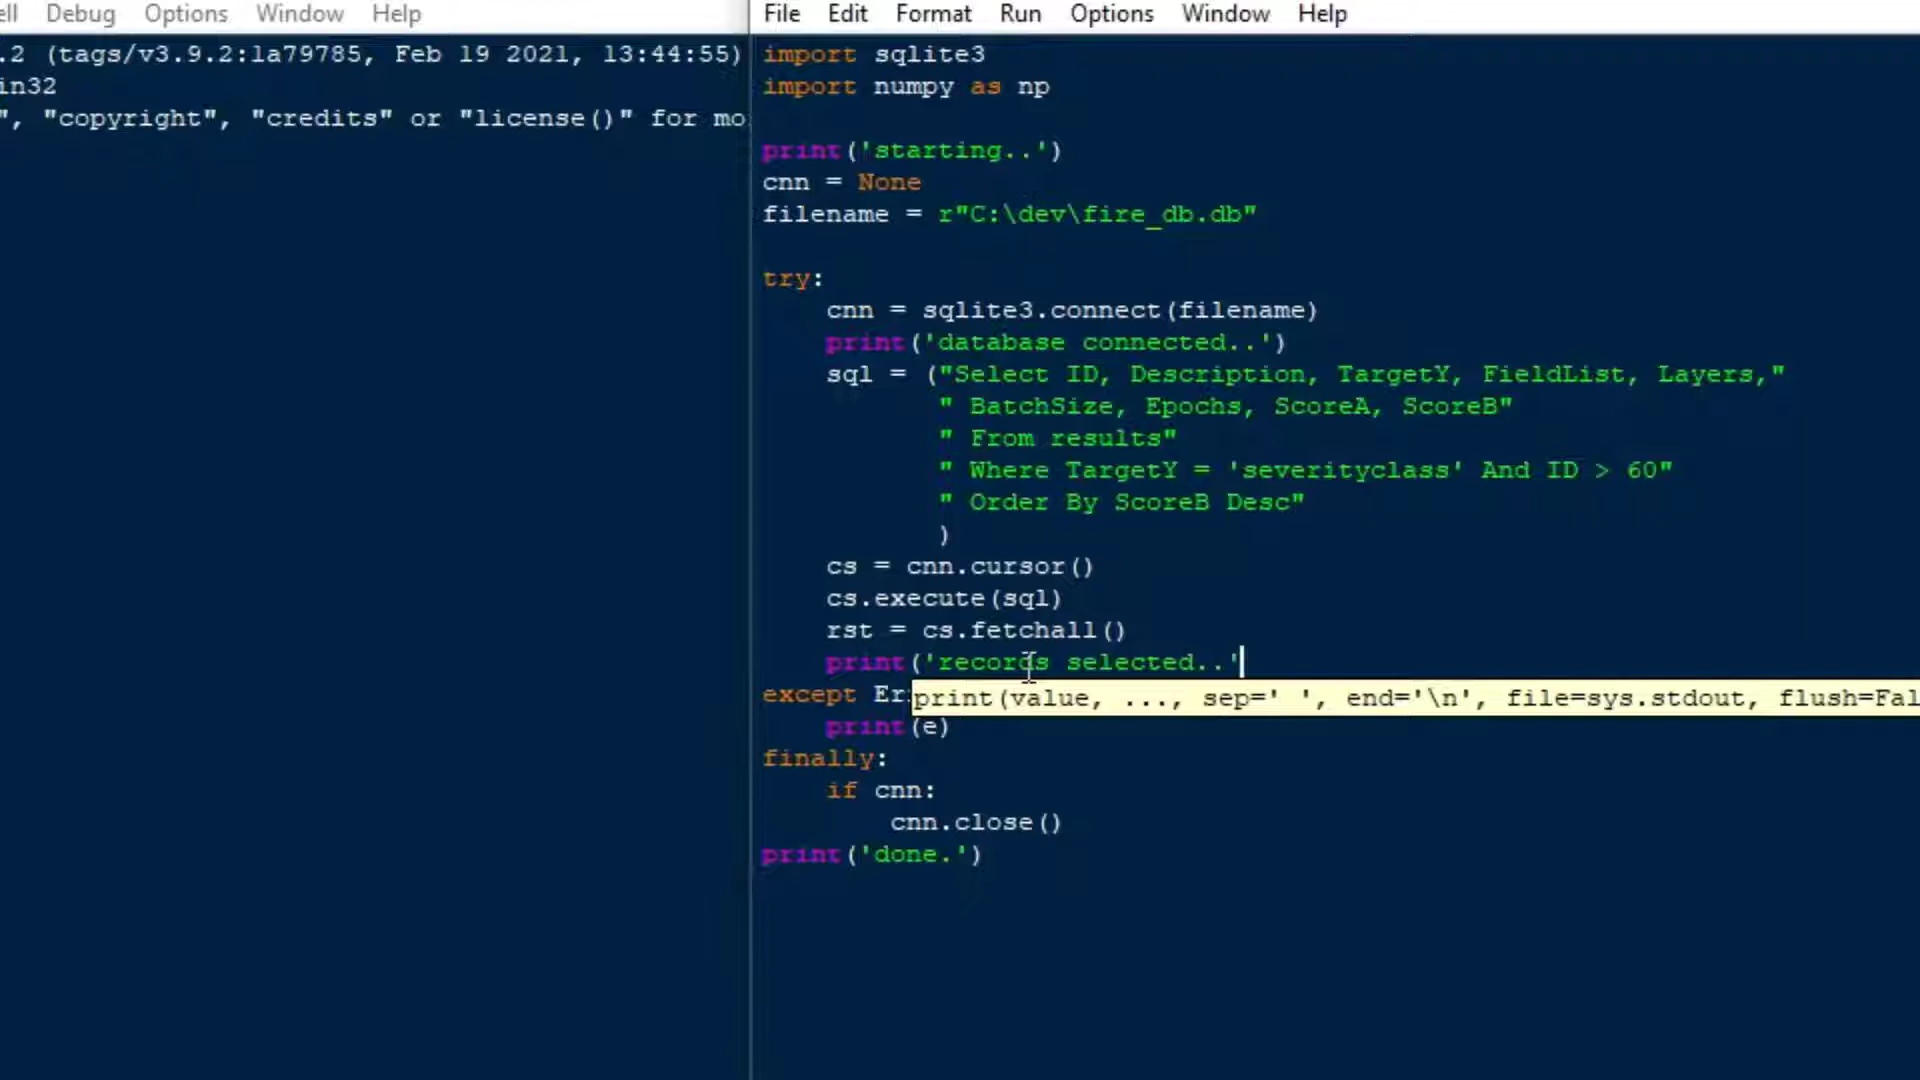 ell Debug Options Window Help
.2 (tags/v3.9.2:1a79785, Feb 19 2021, 13:44:55)
in32
", "copyright", "credits" or "license()" for mo
File Edit Format Run Options Window Help
import sqlite3
import numpy as np
print('starting..')
cnn = None
filename = r"C:\dev\fire_db.db"
try:
    cnn = sqlite3.connect(filename)
    print('database connected..')
    sql = ("Select ID, Description, TargetY, FieldList, Layers,"
           " BatchSize, Epochs, ScoreA, ScoreB"
           " From results"
           " Where TargetY = 'severityclass' And ID > 60"
           " Order By ScoreB Desc"
           )
    cs = cnn.cursor()
    cs.execute(sql)
    rst = cs.fetchall()
    print('records selected..'
except Er
print(value, ..., sep=' ', end='\n', file=sys.stdout, flush=Fal
    print(e)
finally:
    if cnn:
        cnn.close()
print('done.')